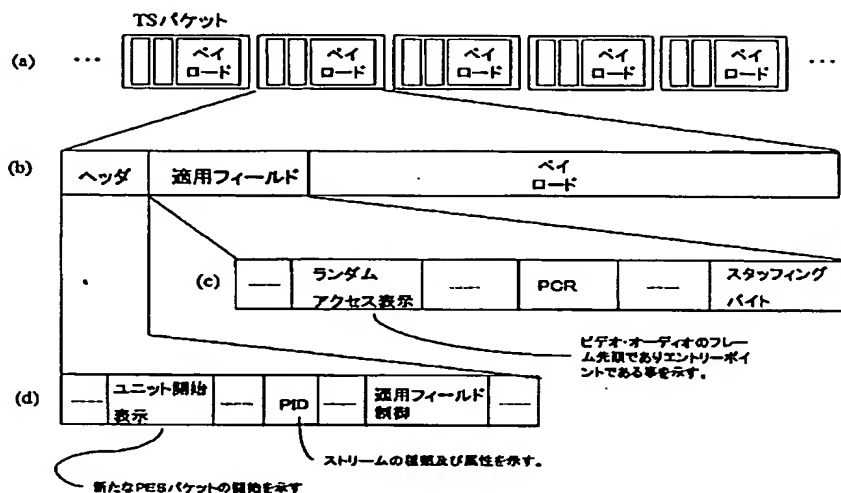 TSパケット
(a) ... ペイ ペイ ペイ ペイ ペイ ...
ロード ロード ロード ロード ロード
(b) ヘッダ 適用フィールド ペイ
ロード
(c) ---- ランダム ---- PCR ---- スタッフィング
アクセス表示 バイト
ビデオ・オーディオのフレー
ム先頭でありエントリーポイ
ントである事を示す。
(d) ---- ユニット開始 ---- PID ---- 適用フィールド ----
表示 制御
ストリームの種類及び属性を示す。
新たなPESパケットの開始を示す